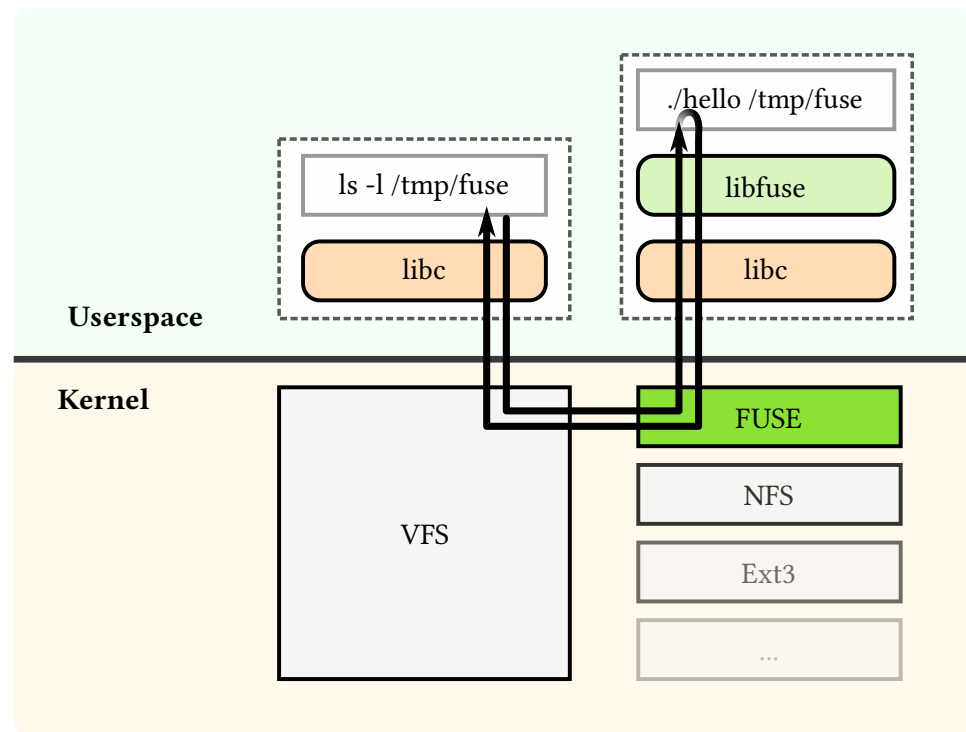 ./hello /tmp/fuse
ls -l /tmp/fuse
libfuse
libc
libc
Userspace
Kernel
FUSE
NFS
VFS
Ext3
...